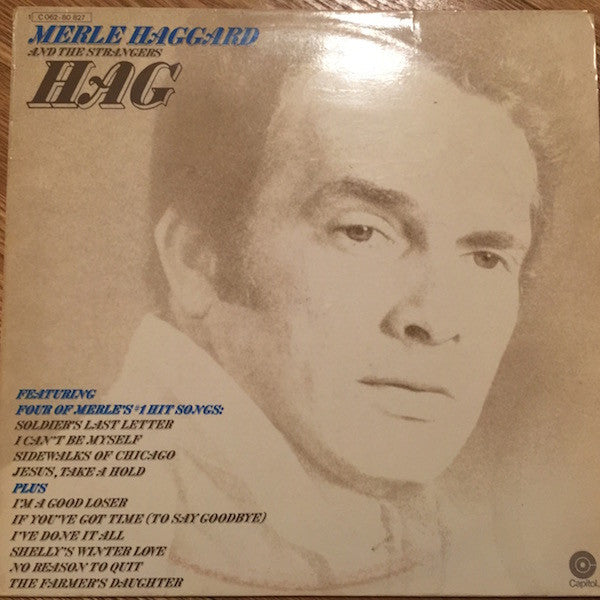 1 C 062-80 827
MERLE HAGGARD
AND THE STRANGERS
HAG
FEATURING
FOUR OF MERLE'S #1 HIT SONGS:
SOLDIER'S LAST LETTER
I CAN'T BE MYSELF
SIDEWALKS OF CHICAGO
JESUS, TAKE A HOLD
PLUS
I'M A GOOD LOSER
IF YOU'VE GOT TIME (TO SAY GOODBYE)
I'VE DONE IT ALL
SHELLY'S WINTER LOVE
NO REASON TO QUIT
THE FARMER'S DAUGHTER
Capitol